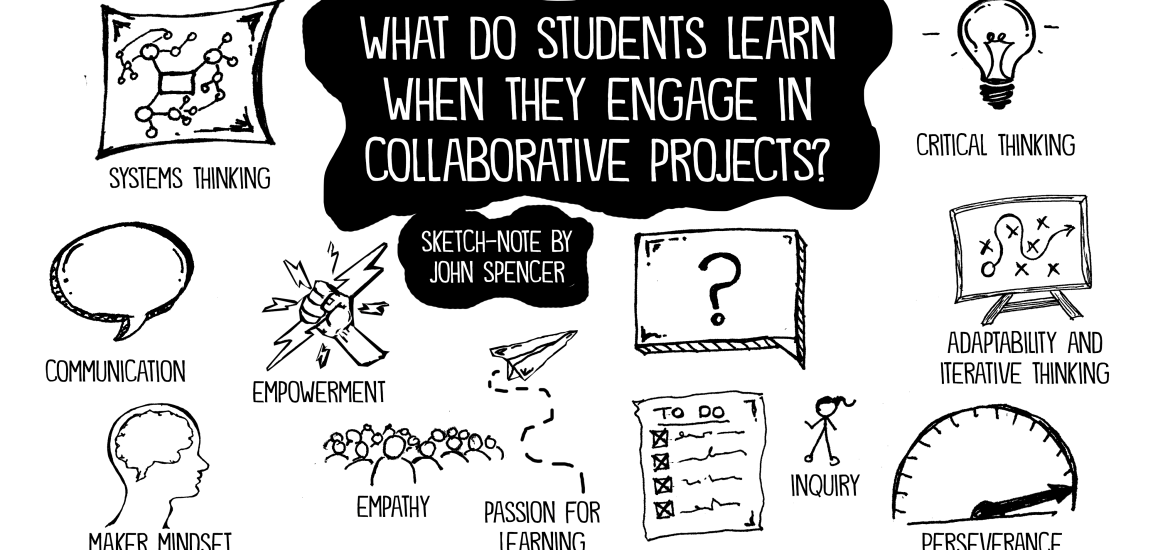 WHAT DO STUDENTS LEARN
WHEN THEY ENGAGE IN
COLLABORATIVE PROJECTS?
SKETCH-NOTE BY
JOHN SPENCER
SYSTEMS THINKING
CRITICAL THINKING
COMMUNICATION
EMPOWERMENT
?
ADAPTABILITY AND
ITERATIVE THINKING
MAKER MINDSET
EMPATHY
PASSION FOR
LEARNING
TO DO
INQUIRY
PERSEVERANCE